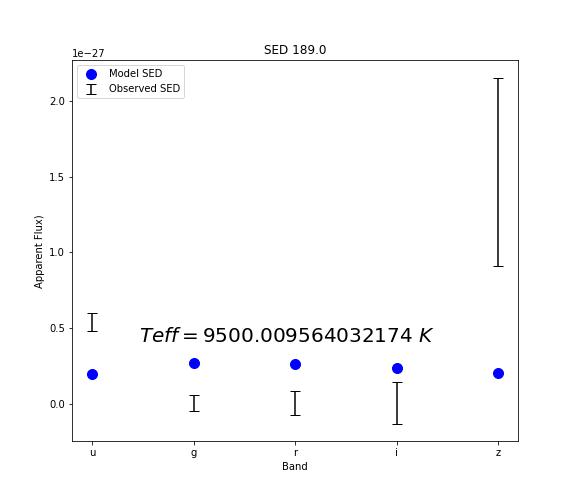 SED 189.0
1e−27
Model SED
Observed SED
2.0
1.5
1.0
0.5
0.0
Apparent Flux)
Teff = 9500.009564032174 K
u g r i z
Band